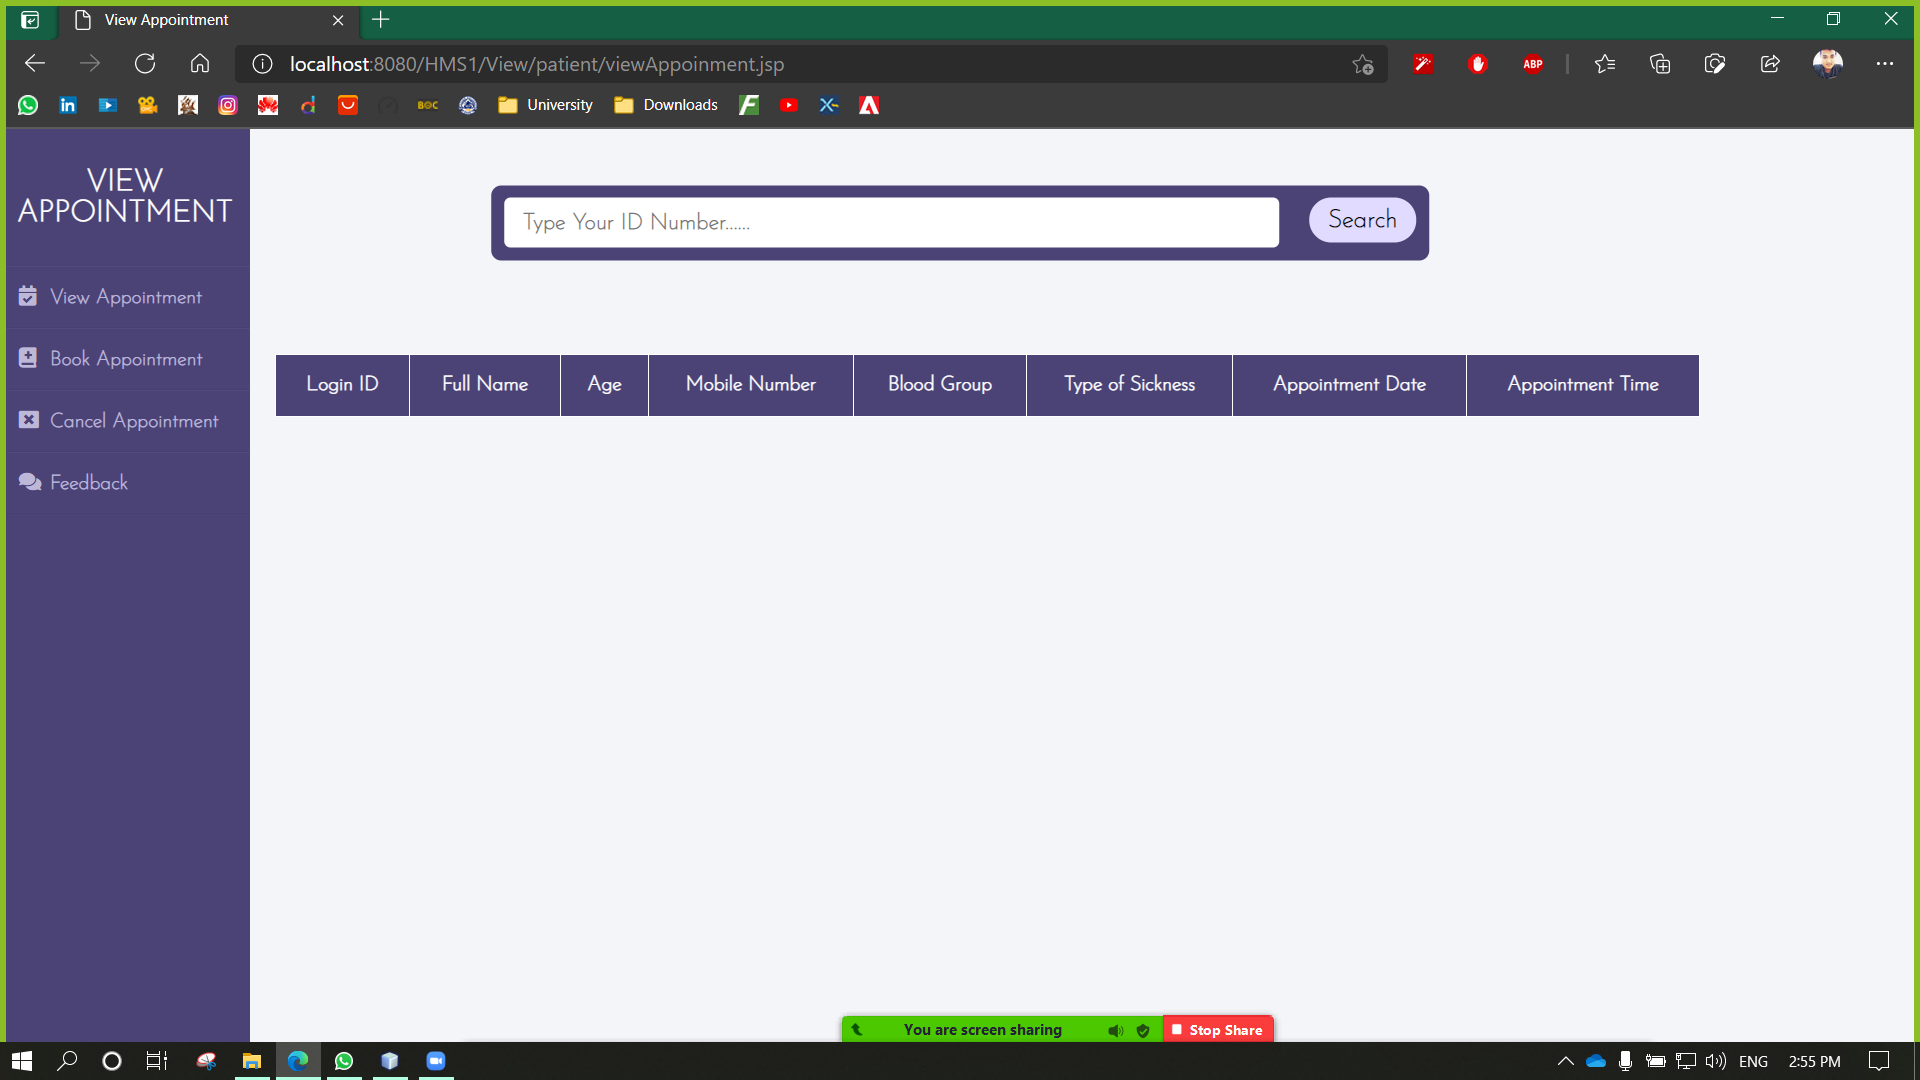 View Appointment
localhost:8080/HMS1/View/patient/viewAppoinment.jsp
ABP
BOC
University
Downloads
VIEW
APPOINTMENT
Type Your ID Number......
Search
View Appointment
Book Appointment
Cancel Appointment
Feedback
Login ID
Full Name
Age
Mobile Number
Blood Group
Type of Sickness
Appointment Date
Appointment Time
You are screen sharing
Stop Share
ENG
2:55 PM